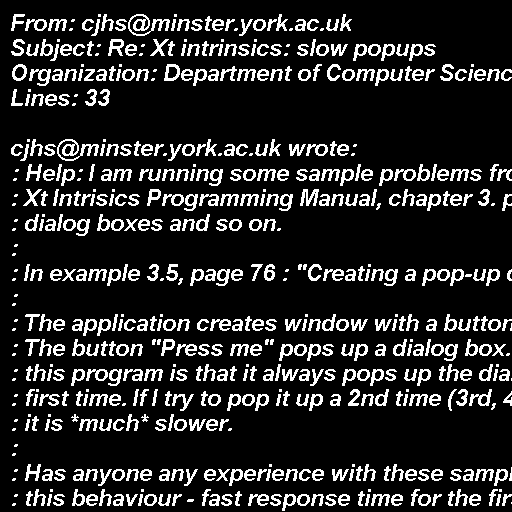 From: cjhs@minster.york.ac.uk
Subject: Re: Xt intrinsics: slow popups
Organization: Department of Computer Scienc
Lines: 33

cjhs@minster.york.ac.uk wrote:
: Help: I am running some sample problems fro
: Xt Intrisics Programming Manual, chapter 3. p
: dialog boxes and so on.
:
: In example 3.5, page 76 : "Creating a pop-up d
:
: The application creates window with a button
: The button "Press me" pops up a dialog box.
: this program is that it always pops up the dia
: first time. If I try to pop it up a 2nd time (3rd, 4
: it is *much* slower.
:
: Has anyone any experience with these sampl
: this behaviour - fast response time for the fir